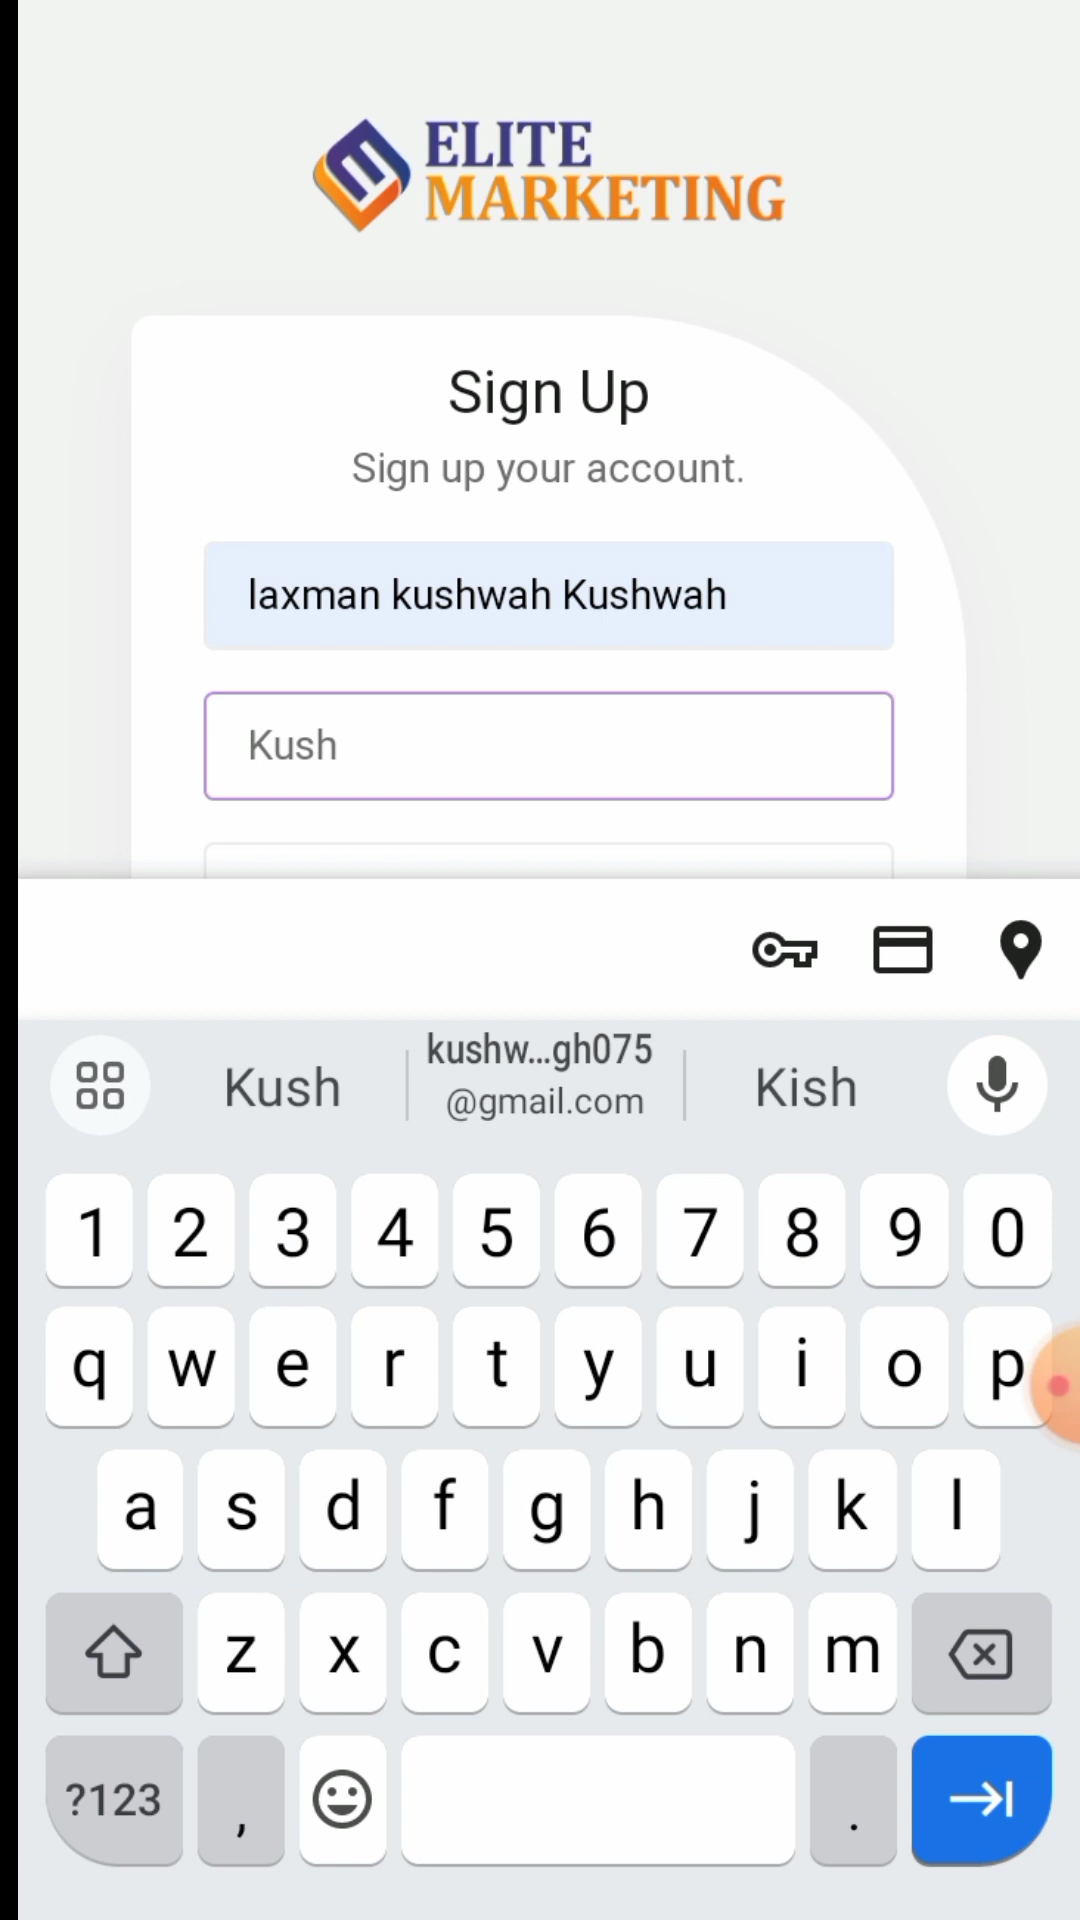 ELITE
MARKETING
Sign Up
Sign up your account.
laxman kushwah Kushwah
Kush
Kush
kushw...gh075
@gmail.com
Kish
1 2 3 4 5 6 7 8 9 0
q w e r t y u i o p
a s d f g h j k l
z x c v b n m
?123 , .